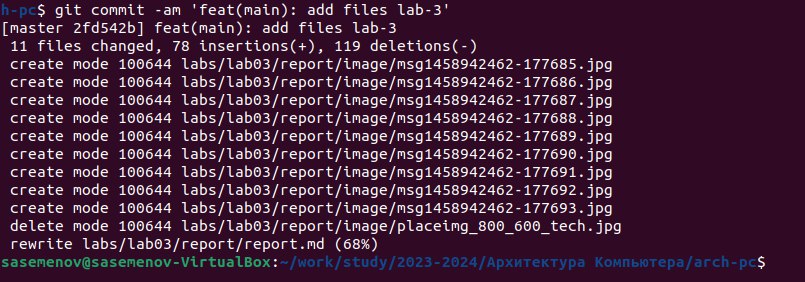 h-pc$ git commit -am 'feat(main): add files lab-3'
[master 2fd542b] feat(main): add files lab-3
 11 files changed, 78 insertions(+), 119 deletions(-)
 create mode 100644 labs/lab03/report/image/msg1458942462-177685.jpg
 create mode 100644 labs/lab03/report/image/msg1458942462-177686.jpg
 create mode 100644 labs/lab03/report/image/msg1458942462-177687.jpg
 create mode 100644 labs/lab03/report/image/msg1458942462-177688.jpg
 create mode 100644 labs/lab03/report/image/msg1458942462-177689.jpg
 create mode 100644 labs/lab03/report/image/msg1458942462-177690.jpg
 create mode 100644 labs/lab03/report/image/msg1458942462-177691.jpg
 create mode 100644 labs/lab03/report/image/msg1458942462-177692.jpg
 create mode 100644 labs/lab03/report/image/msg1458942462-177693.jpg
 delete mode 100644 labs/lab03/report/image/placeimg_800_600_tech.jpg
 rewrite labs/lab03/report/report.md (68%)
sasemenov@sasemenov-VirtualBox:~/work/study/2023-2024/Архитектура Компьютера/arch-pc$